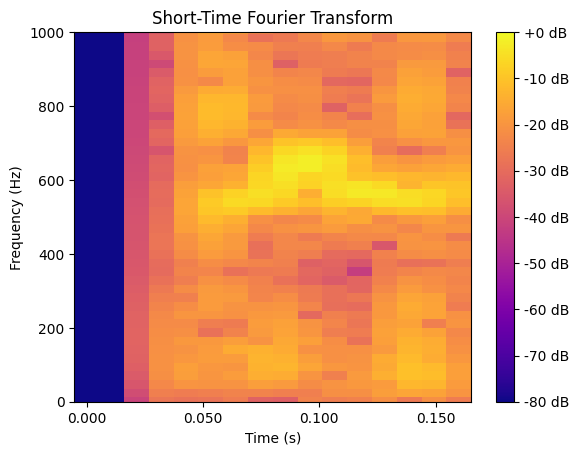 Short-Time Fourier Transform
Frequency (Hz)
1000
800
600
400
200
0
0.000
0.050
0.100
0.150
Time (s)
+0 dB
-10 dB
-20 dB
-30 dB
-40 dB
-50 dB
-60 dB
-70 dB
-80 dB